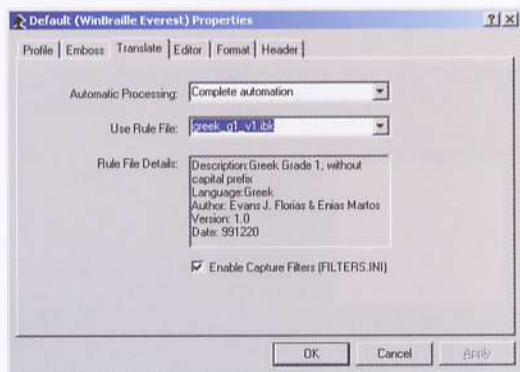 Default (WinBraille Everest) Properties
Profile Emboss Translate Editor Format Header
Automatic Processing: Complete automation
Use Rule File: greek_g1_v1.ibk
Rule File Details: Description:Greek Grade 1, without
capital prefix
Language:Greek
Author: Evans J. Florias & Enias Martos
Version: 1.0
Date: 991220
Enable Capture Filters (FILTERS.INI)
OK Cancel Apply